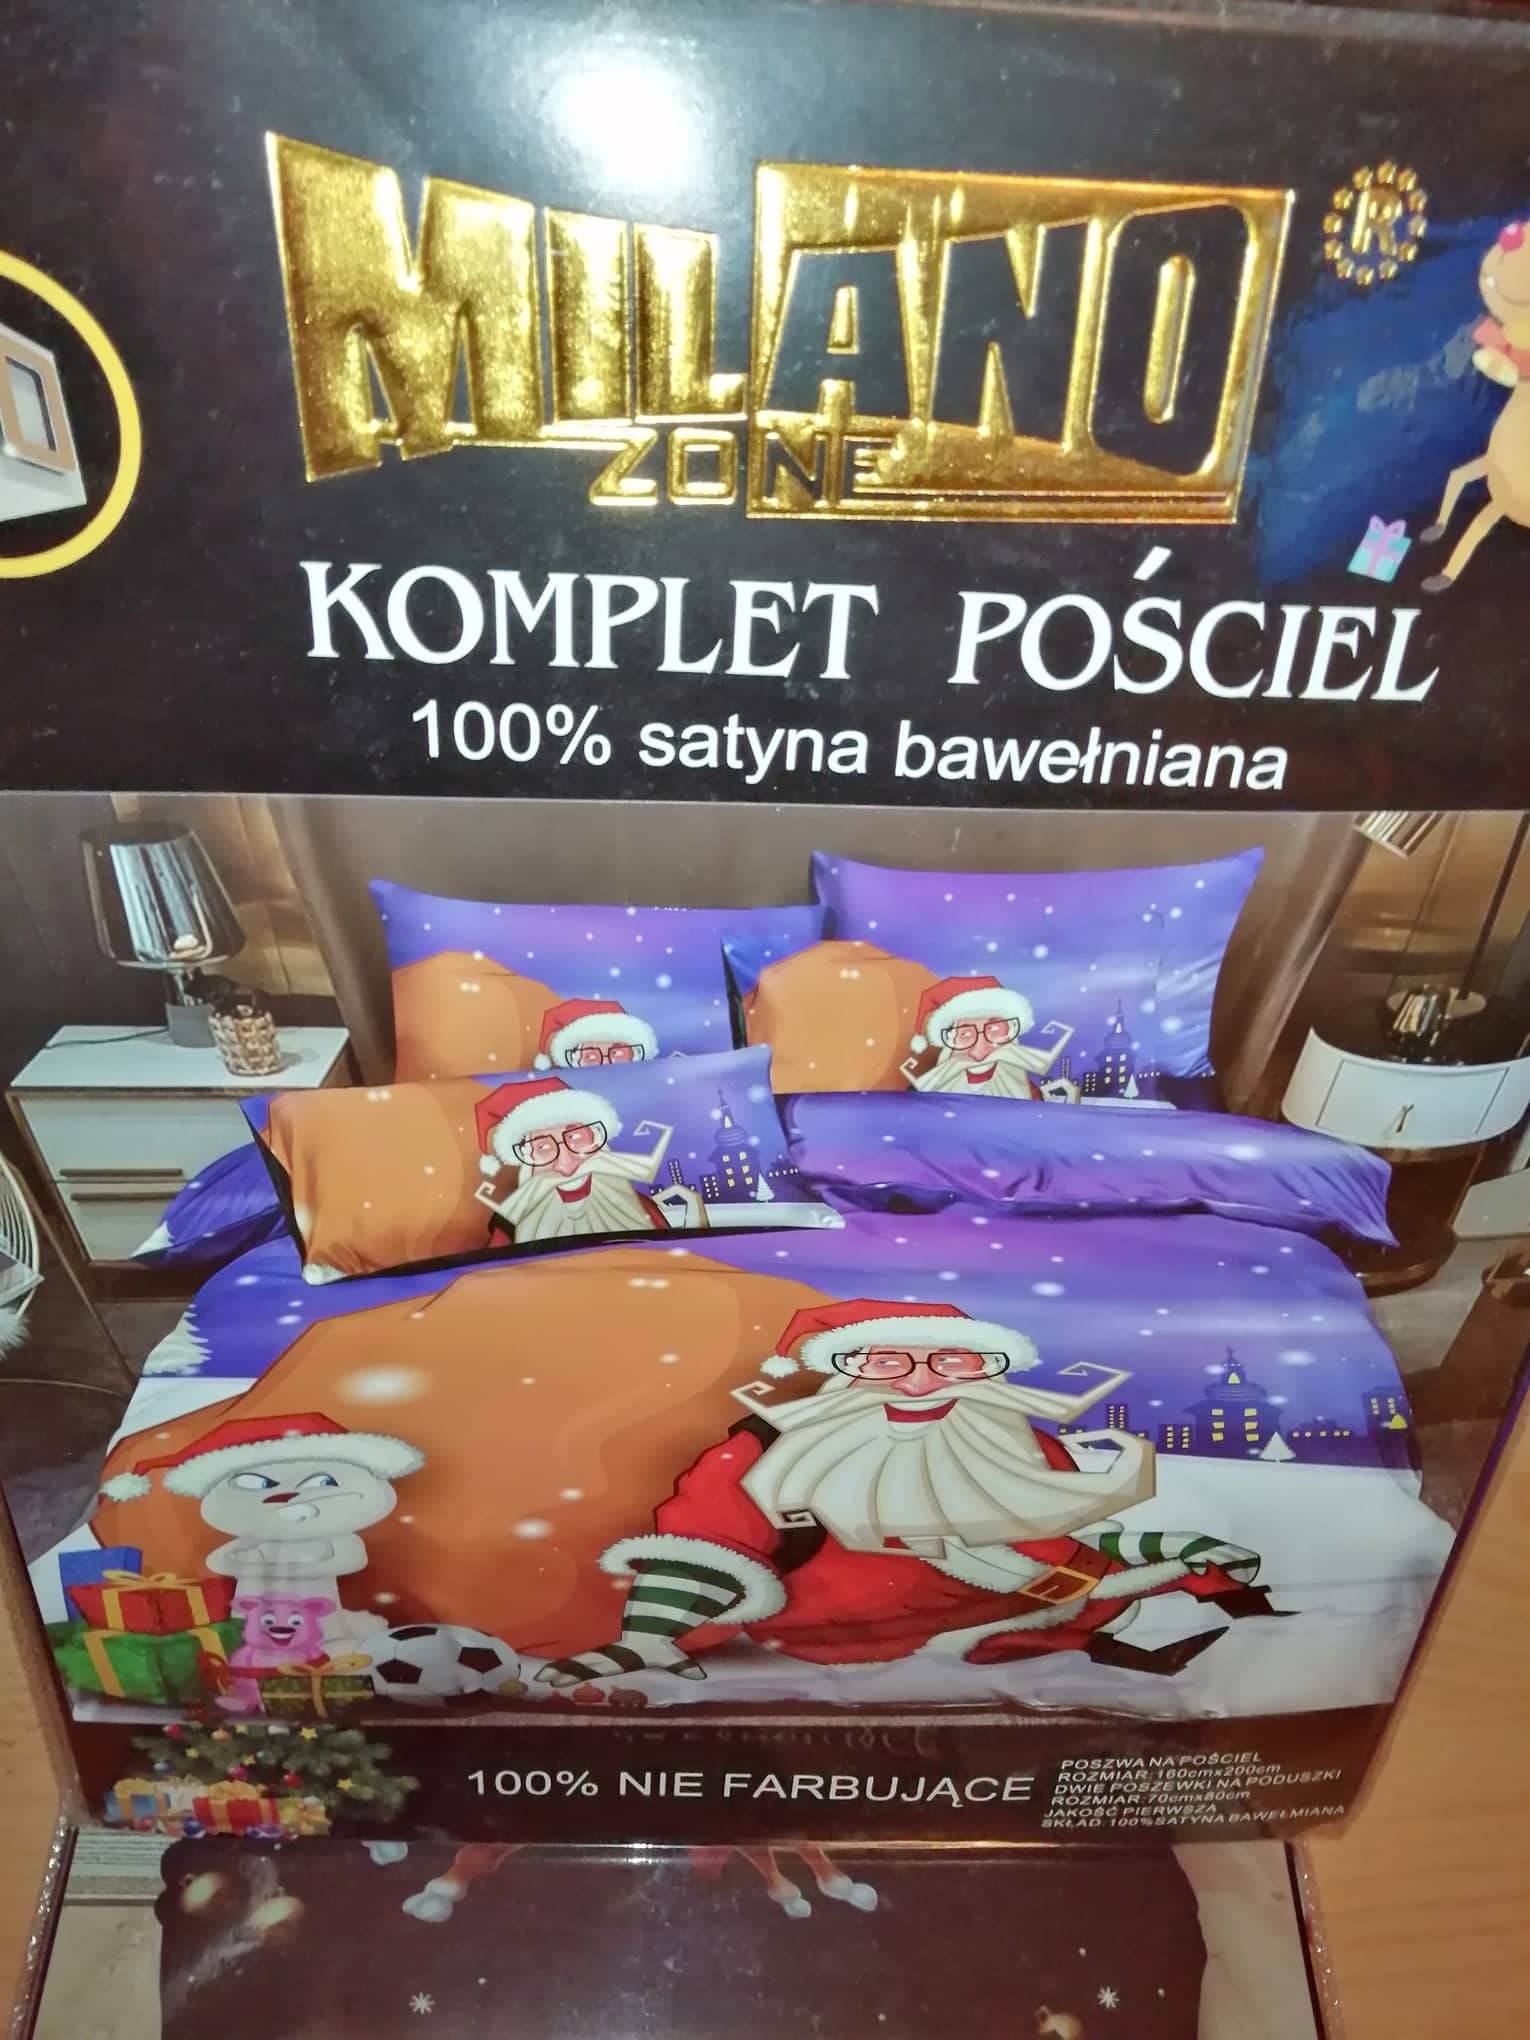 MILANO
ZONE
R
KOMPLET POŚCIEL
100% satyna bawełniana
100% NIE FARBUJĄCE
POSZWA NA POŚCIEL
ROZMIAR:160cmx200cm
DWIE POSZEWKI NA PODUSZKI
ROZMIAR:70cmx80cm
JAKOŚĆ PIERWSZA
SKŁAD:100%SATYNA BAWEŁMIANA